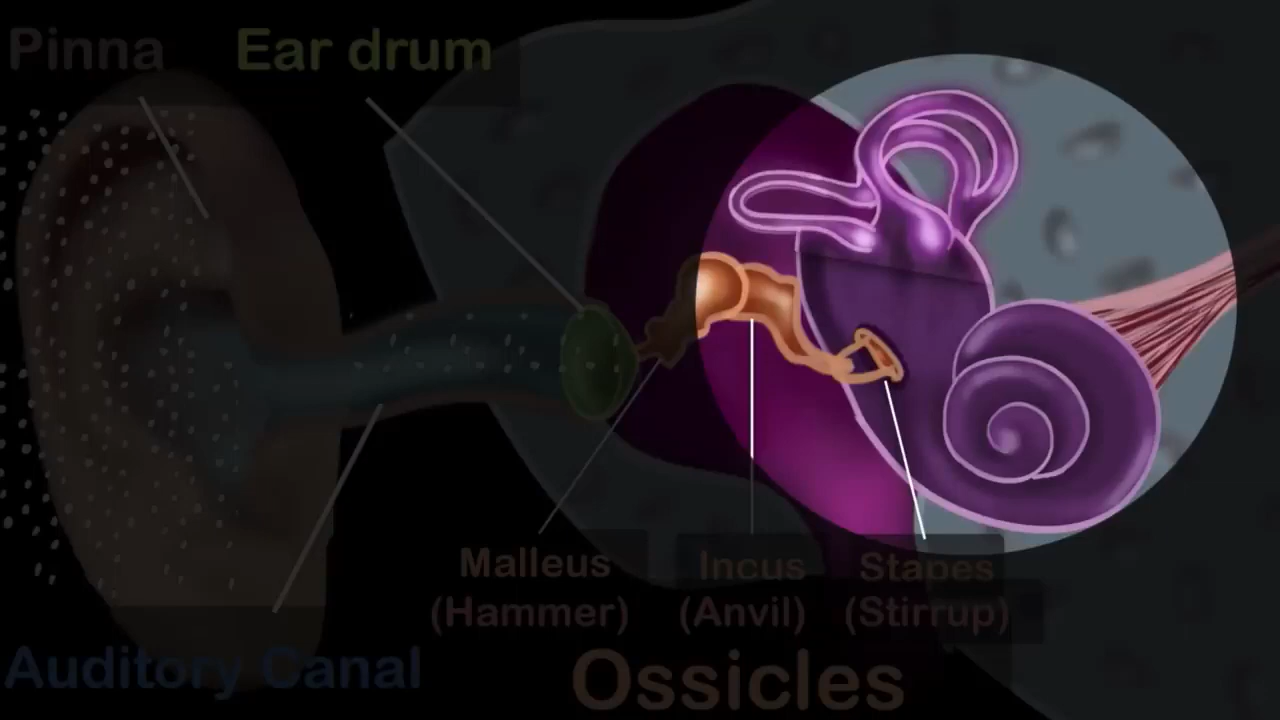 Pinna
Ear drum
Malleus
(Hammer)
Incus
(Anvil)
Stapes
(Stirrup)
Auditory Canal
Ossicles